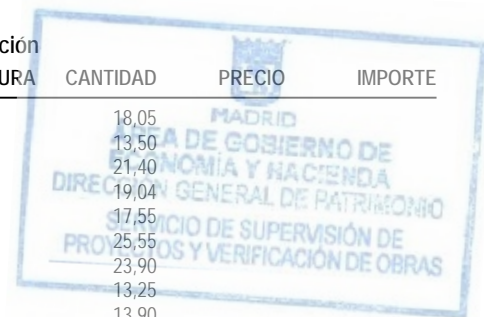 ción
URA CANTIDAD PRECIO IMPORTE
18,05
MADRID
13,50
ÁREA DE GOBIERNO DE
21,40
ECONOMÍA Y HACIENDA
19,04
DIRECCIÓN GENERAL DE PATRIMONIO
17,55
SERVICIO DE SUPERVISIÓN DE
25,55
PROYECTOS Y VERIFICACIÓN DE OBRAS
23,90
13,25
13,90